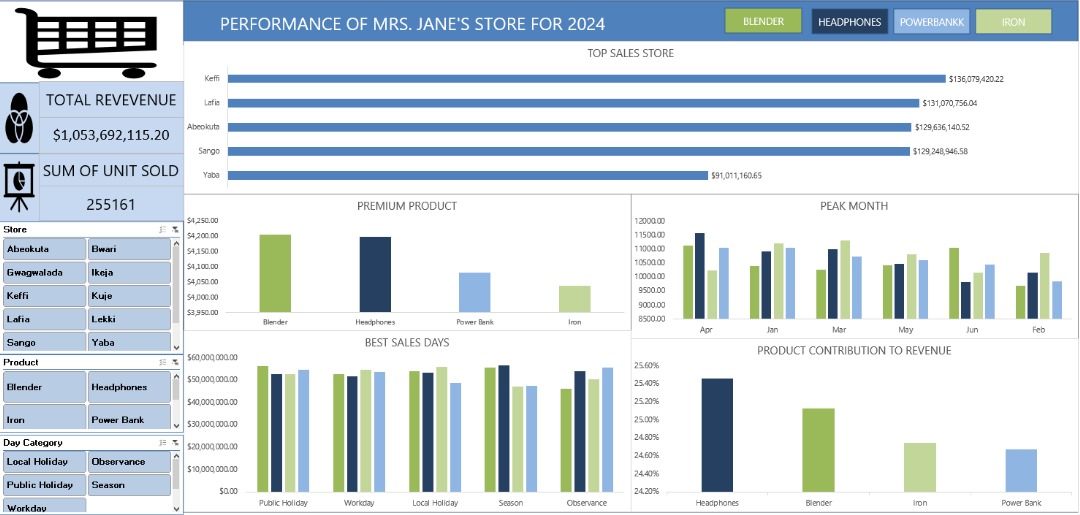 PERFORMANCE OF MRS. JANE'S STORE FOR 2024
BLENDER
HEADPHONES
POWERBANKK
IRON
TOTAL REVEVENUE
$1,053,692,115.20
SUM OF UNIT SOLD
255161
Store
Abeokuta Bwari
Gwagwalada Ikeja
Keffi Kuje
Lafia Lekki
Sango Yaba
Product
Blender Headphones
Iron Power Bank
Day Category
Local Holiday Observance
Public Holiday Season
Workday
TOP SALES STORE
Keffi $136,079,420.22
Lafia $131,070,756.04
Abeokuta $129,636,140.52
Sango $129,248,946.58
Yaba $91,011,160.65
PREMIUM PRODUCT
$4,250.00
$4,200.00
$4,150.00
$4,100.00
$4,050.00
$4,000.00
$3,950.00
Blender Headphones Power Bank Iron
PEAK MONTH
12000.00
11500.00
11000.00
10500.00
10000.00
9500.00
9000.00
8500.00
Apr Jan Mar May Jun Feb
BEST SALES DAYS
$60,000,000.00
$50,000,000.00
$40,000,000.00
$30,000,000.00
$20,000,000.00
$10,000,000.00
$0.00
Public Holiday Workday Local Holiday Season Observance
PRODUCT CONTRIBUTION TO REVENUE
25.60%
25.40%
25.20%
25.00%
24.80%
24.60%
24.40%
24.20%
Headphones Blender Iron Power Bank